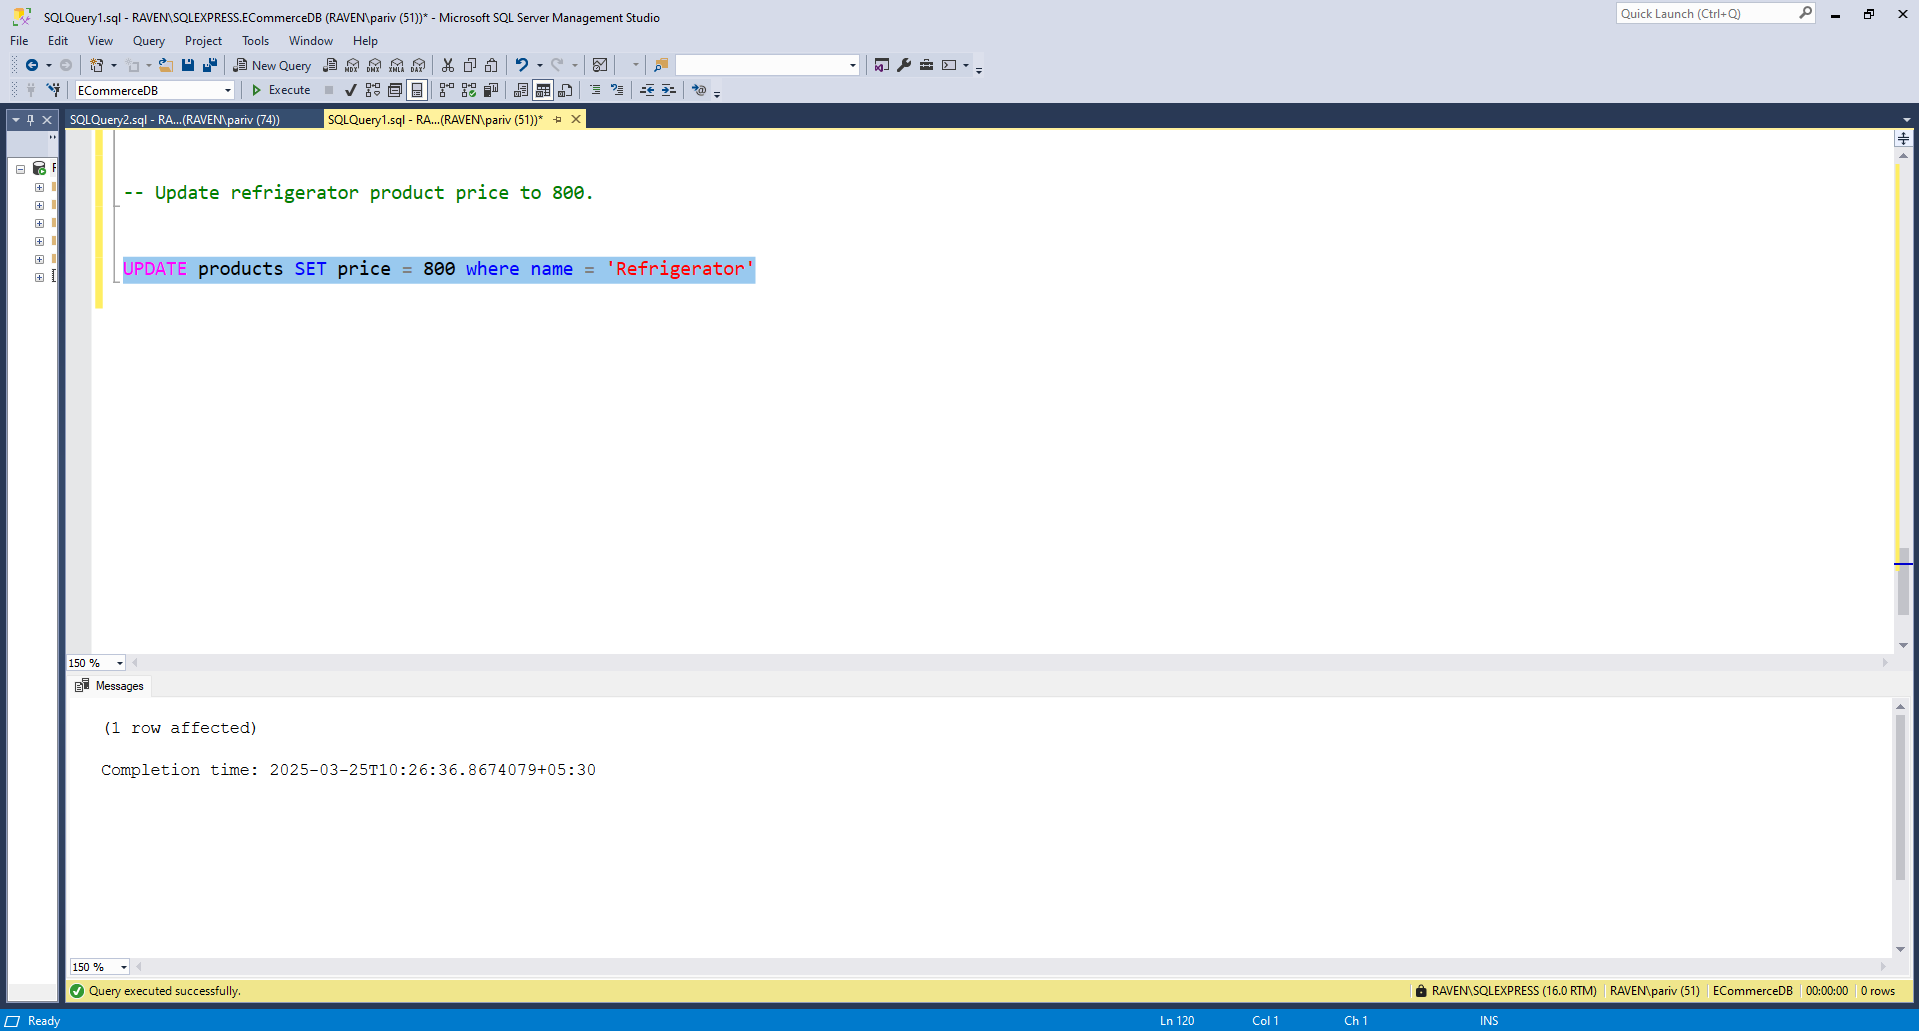 SQLQuery1.sql - RAVEN\SQLEXPRESS.ECommerceDB (RAVEN\pariv (51))* - Microsoft SQL Server Management Studio
Quick Launch (Ctrl+Q)
File Edit View Query Project Tools Window Help
New Query MDX DMX XMLA DAX
ECommerceDB Execute
SQLQuery2.sql - RA...(RAVEN\pariv (74)) SQLQuery1.sql - RA...(RAVEN\pariv (51))*
-- Update refrigerator product price to 800.
UPDATE products SET price = 800 where name = 'Refrigerator'
150 %
Messages
(1 row affected)
Completion time: 2025-03-25T10:26:36.8674079+05:30
150 %
Query executed successfully. RAVEN\SQLEXPRESS (16.0 RTM) RAVEN\pariv (51) ECommerceDB 00:00:00 0 rows
Ready Ln 120 Col 1 Ch 1 INS